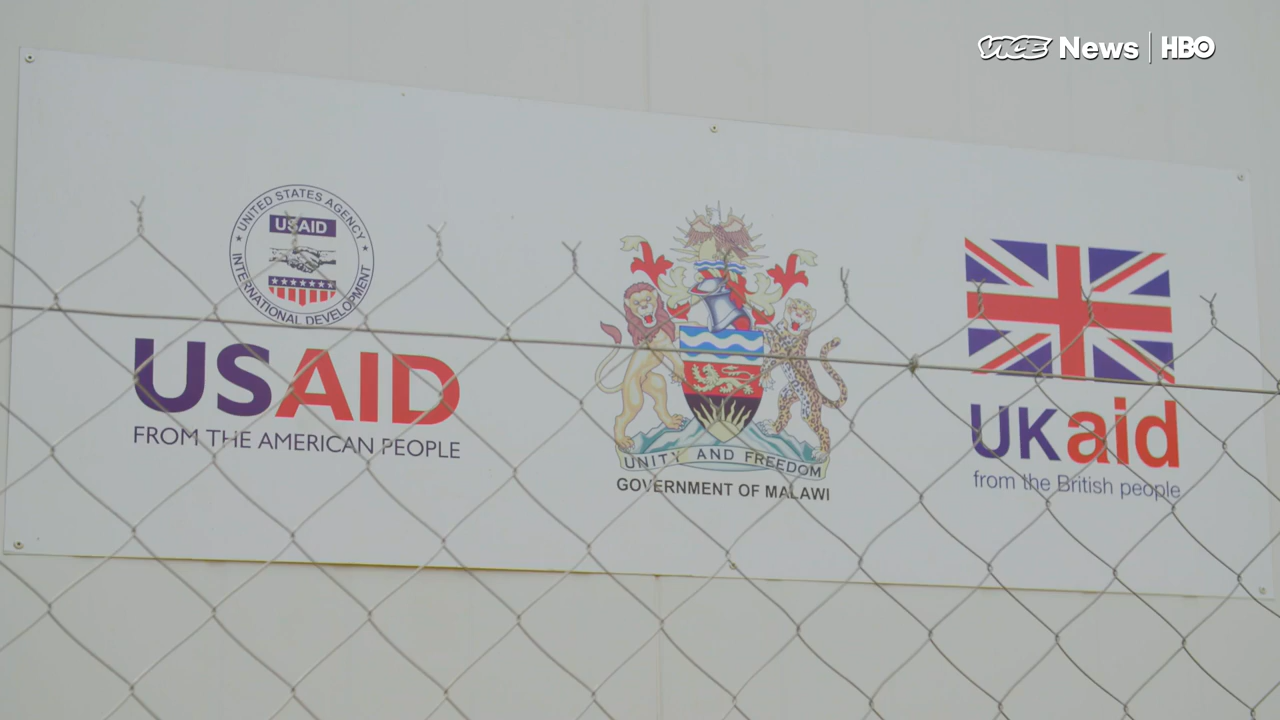 VICE News | HBO
UNITED STATES AGENCY
USAID
INTERNATIONAL DEVELOPMENT
USAID
FROM THE AMERICAN PEOPLE
UNITY AND FREEDOM
GOVERNMENT OF MALAWI
UKaid
from the British people